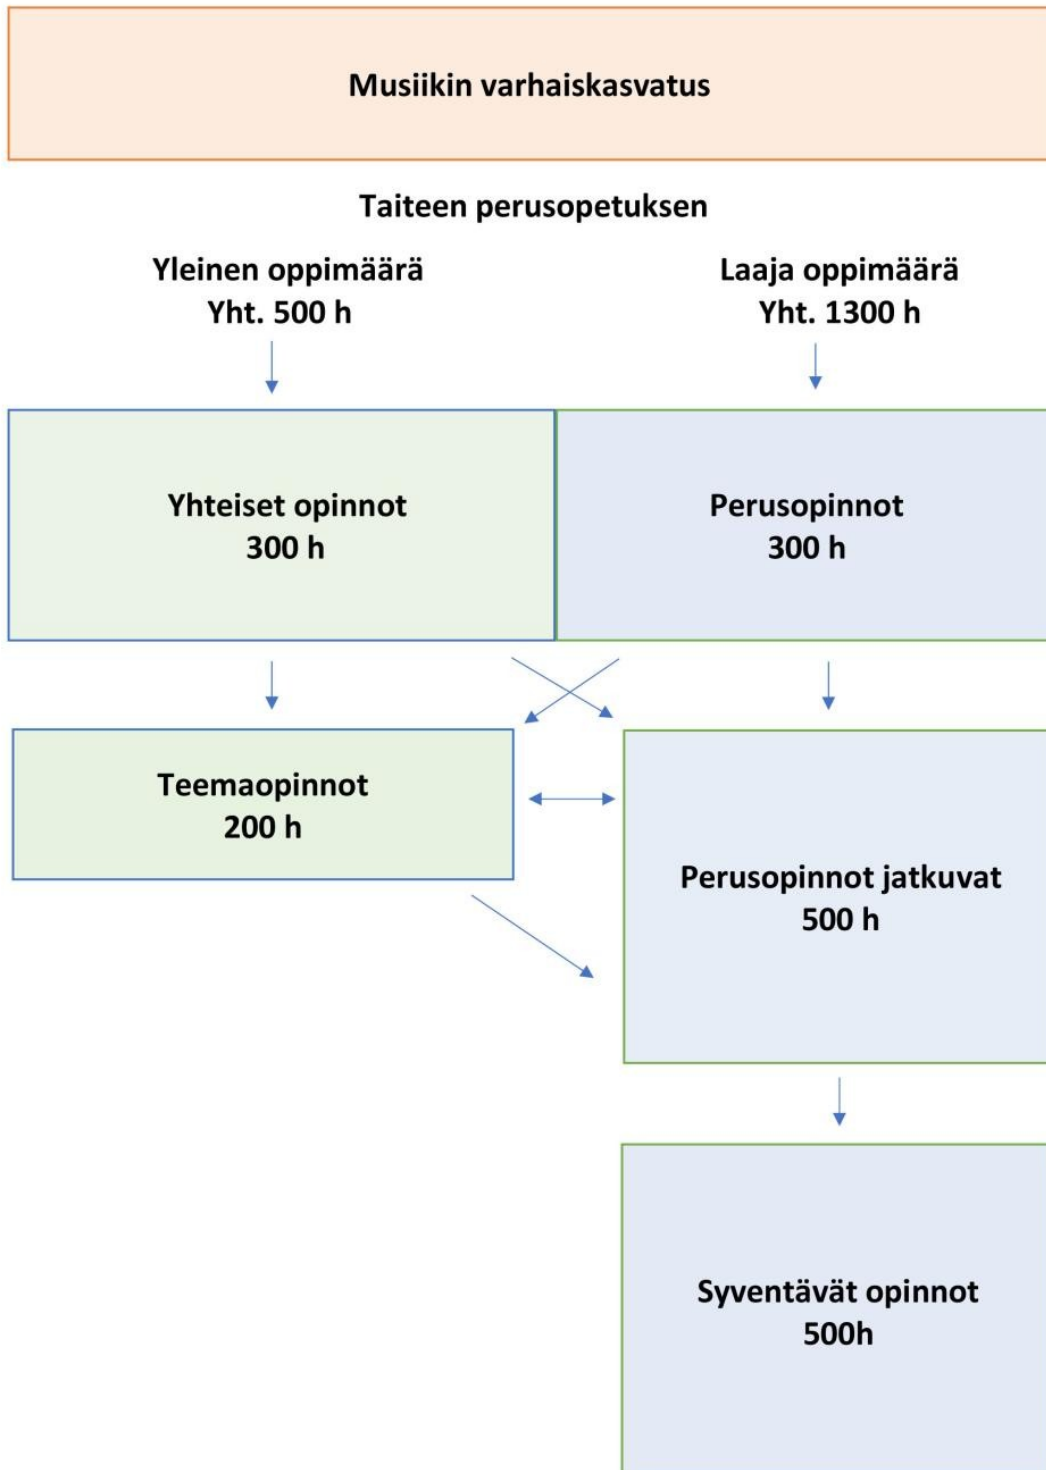 Musiikin varhaiskasvatus
Taiteen perusopetuksen
Yleinen oppimäärä
Yht. 500 h
Laaja oppimäärä
Yht. 1300 h
Yhteiset opinnot
300 h
Perusopinnot
300 h
Teemaopinnot
200 h
Perusopinnot jatkuvat
500 h
Syventävät opinnot
500h